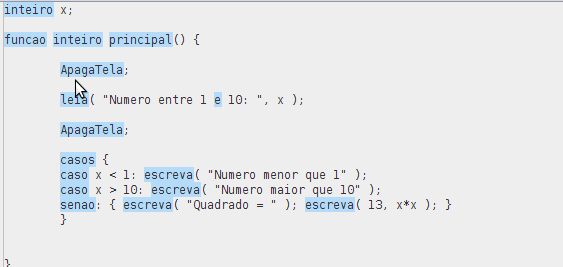 inteiro x;
funcao inteiro principal() {
ApagaTela;
leia( "Numero entre 1 e 10: ", x );
ApagaTela;
casos {
caso x < 1: escreva( "Numero menor que 1" );
caso x > 10: escreva( "Numero maior que 10" );
senao: { escreva( "Quadrado = " ); escreva( 13, x*x ); }
}
}